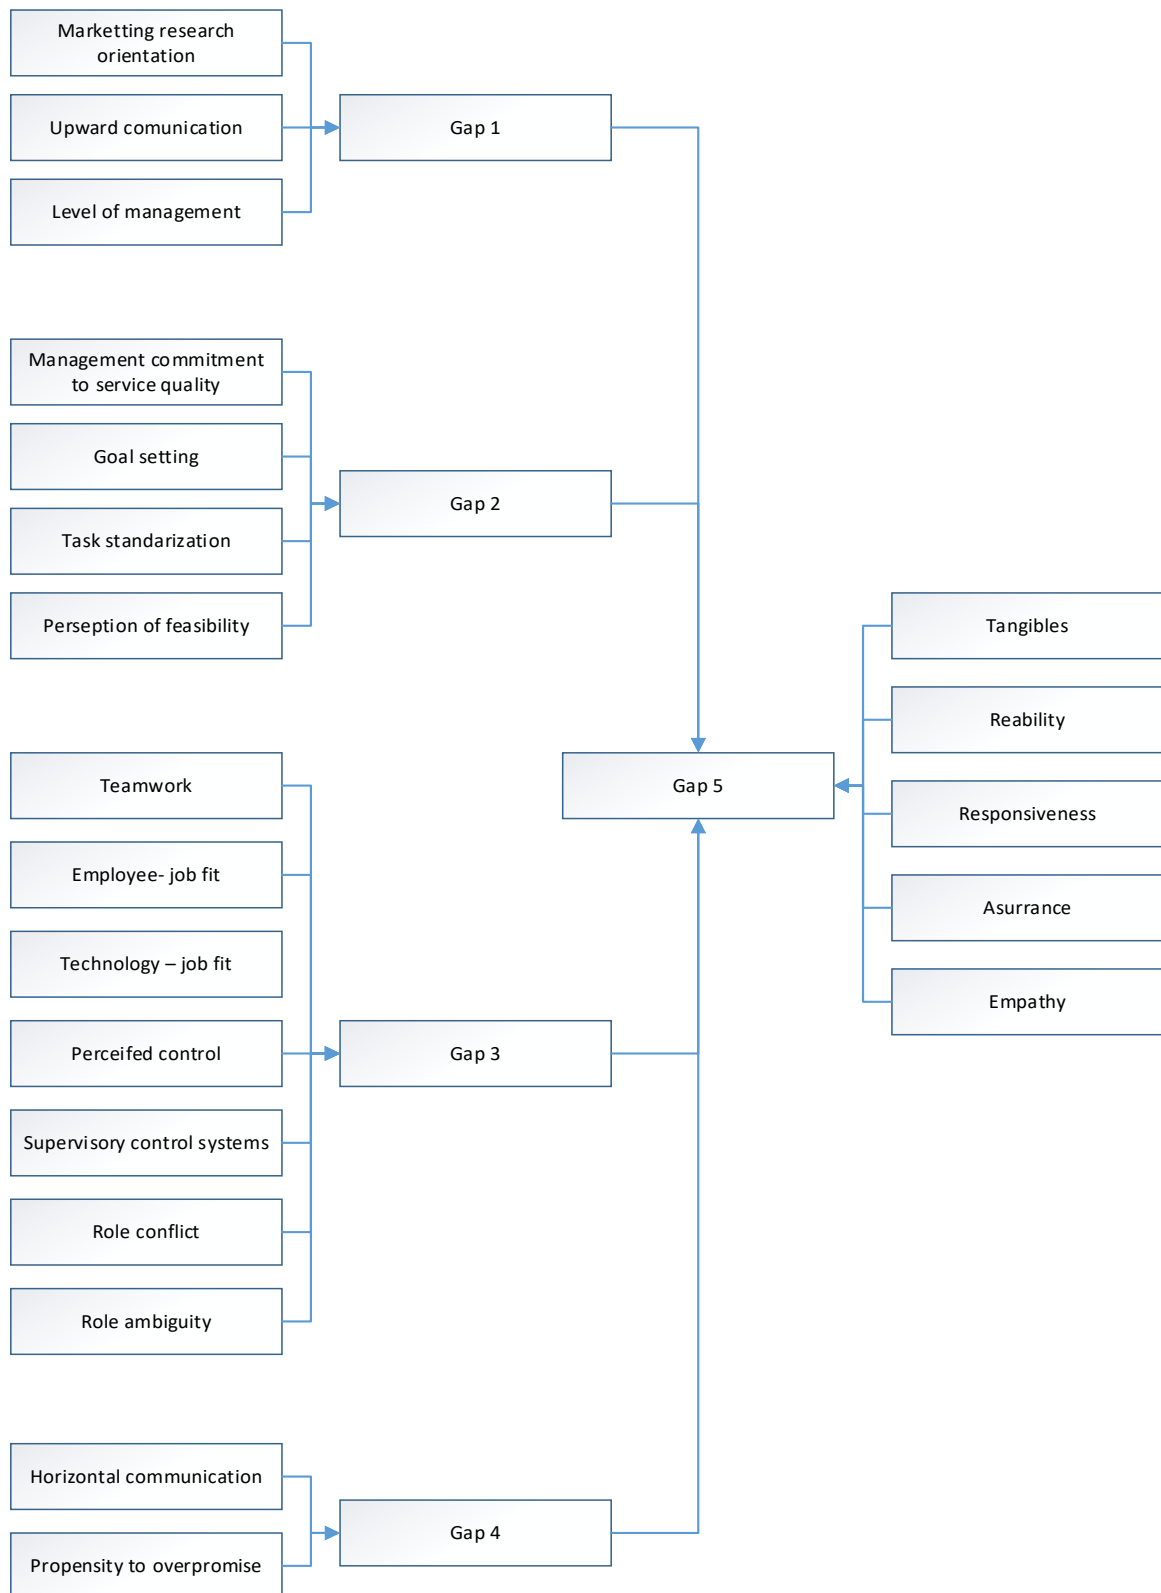 Marketting research
orientation
Upward comunication
Gap 1
Level of management
Management commitment
to service quality
Goal setting
Gap 2
Task standarization
Perseption of feasibility
Tangibles
Reability
Teamwork
Gap 5
Responsiveness
Employee- job fit
Asurrance
Technology – job fit
Empathy
Perceifed control
Gap 3
Supervisory control systems
Role conflict
Role ambiguity
Horizontal communication
Gap 4
Propensity to overpromise